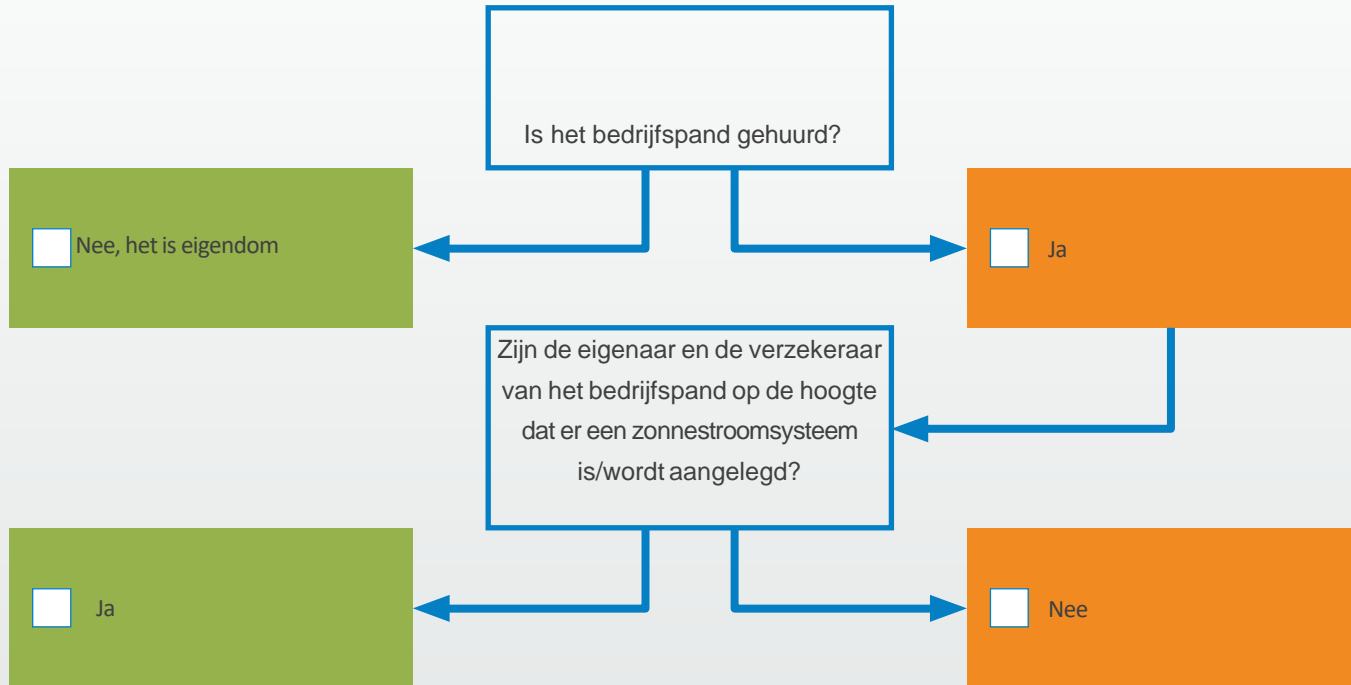 Is het bedrijfspand gehuurd?
Nee, het is eigendom
Ja
Zijn de eigenaar en de verzekeraar
van het bedrijfspand op de hoogte
dat er een zonnestroomsysteem
is/wordt aangelegd?
Ja
Nee